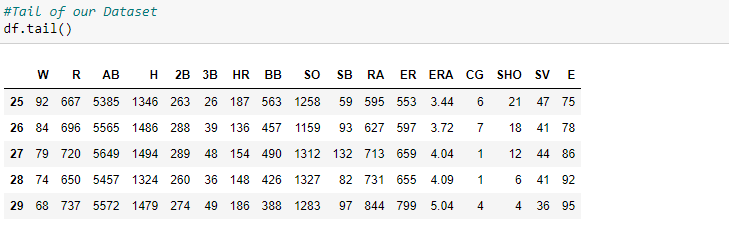 #Tail of our Dataset
df.tail()
W R AB H 2B 3B HR BB SO SB RA ER ERA CG SHO SV E
25 92 667 5385 1346 263 26 187 563 1258 59 595 553 3.44 6 21 47 75
26 84 696 5565 1486 288 39 136 457 1159 93 627 597 3.72 7 18 41 78
27 79 720 5649 1494 289 48 154 490 1312 132 713 659 4.04 1 12 44 86
28 74 650 5457 1324 260 36 148 426 1327 82 731 655 4.09 1 6 41 92
29 68 737 5572 1479 274 49 186 388 1283 97 844 799 5.04 4 4 36 95